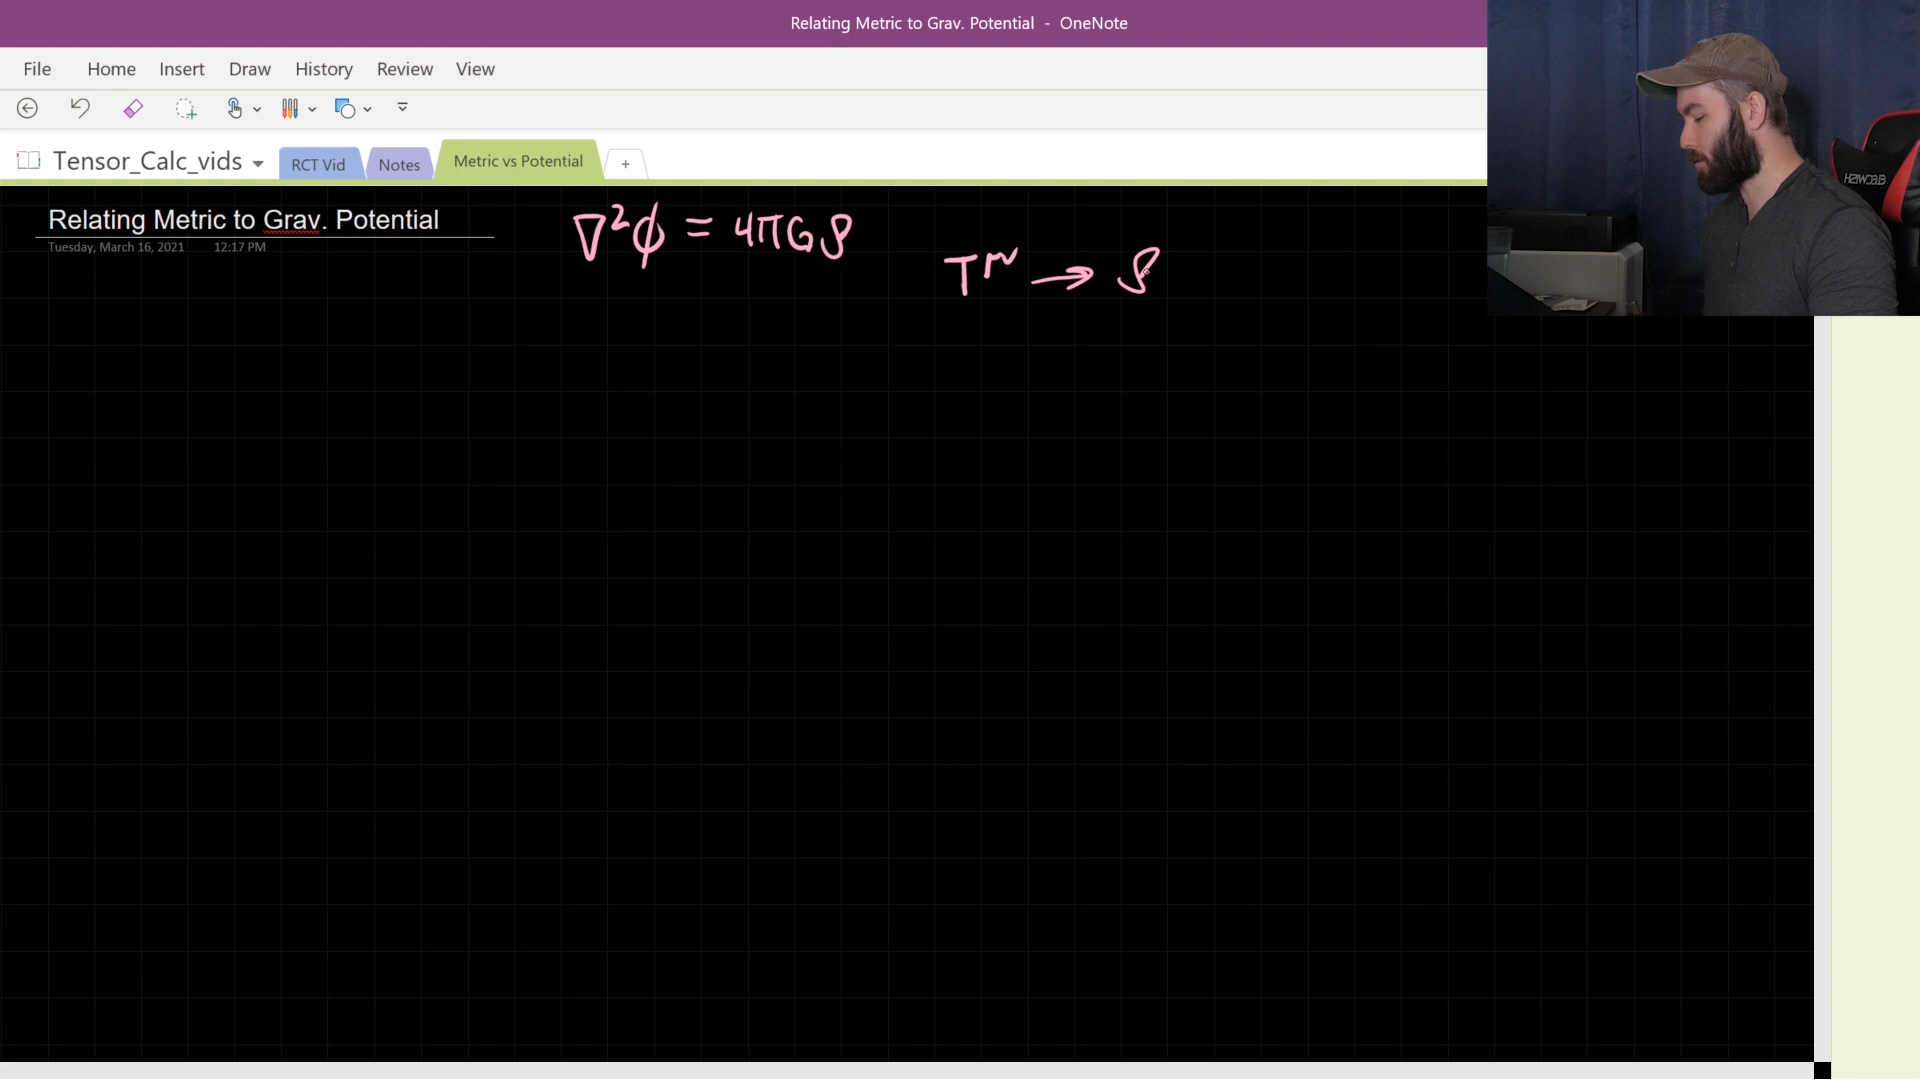 Relating Metric to Grav. Potential - OneNote
File Home Insert Draw History Review View
Tensor_Calc_vids RCT Vid Notes Metric vs Potential +
Relating Metric to Grav. Potential
Tuesday, March 16, 2021 12:17 PM
∇²ϕ = 4πGρ
T^μν → ρ